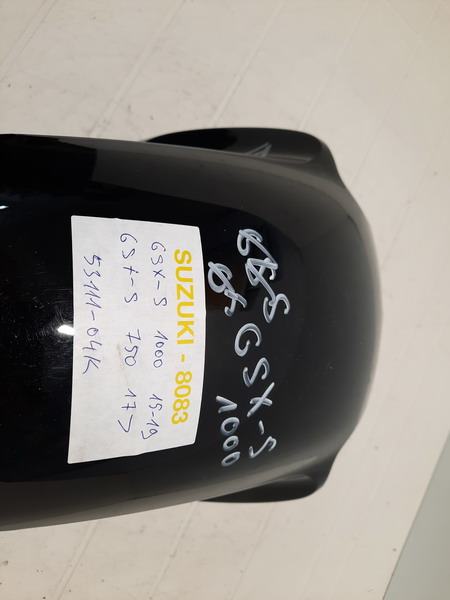 SUZUKI - 8083
GSX-S 1000 15-19
GSX-S 750 17>
53111-04K
GSX-S
1000